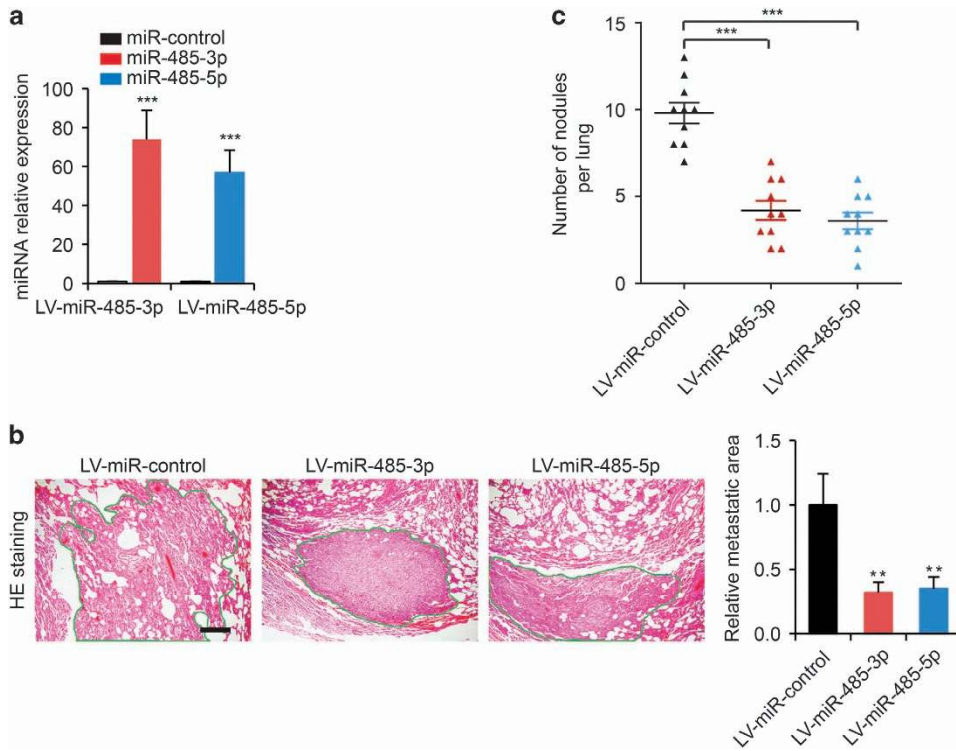 a
miR-control
miR-485-3p
miR-485-5p
miRNA relative expression
100
80
60
40
20
0
***
***
LV-miR-485-3p
LV-miR-485-5p
c
Number of nodules
per lung
15
10
5
0
***
***
LV-miR-control
LV-miR-485-3p
LV-miR-485-5p
b
HE staining
LV-miR-control
LV-miR-485-3p
LV-miR-485-5p
Relative metastatic area
1.5
1.0
0.5
0.0
**
**
LV-miR-control
LV-miR-485-3p
LV-miR-485-5p